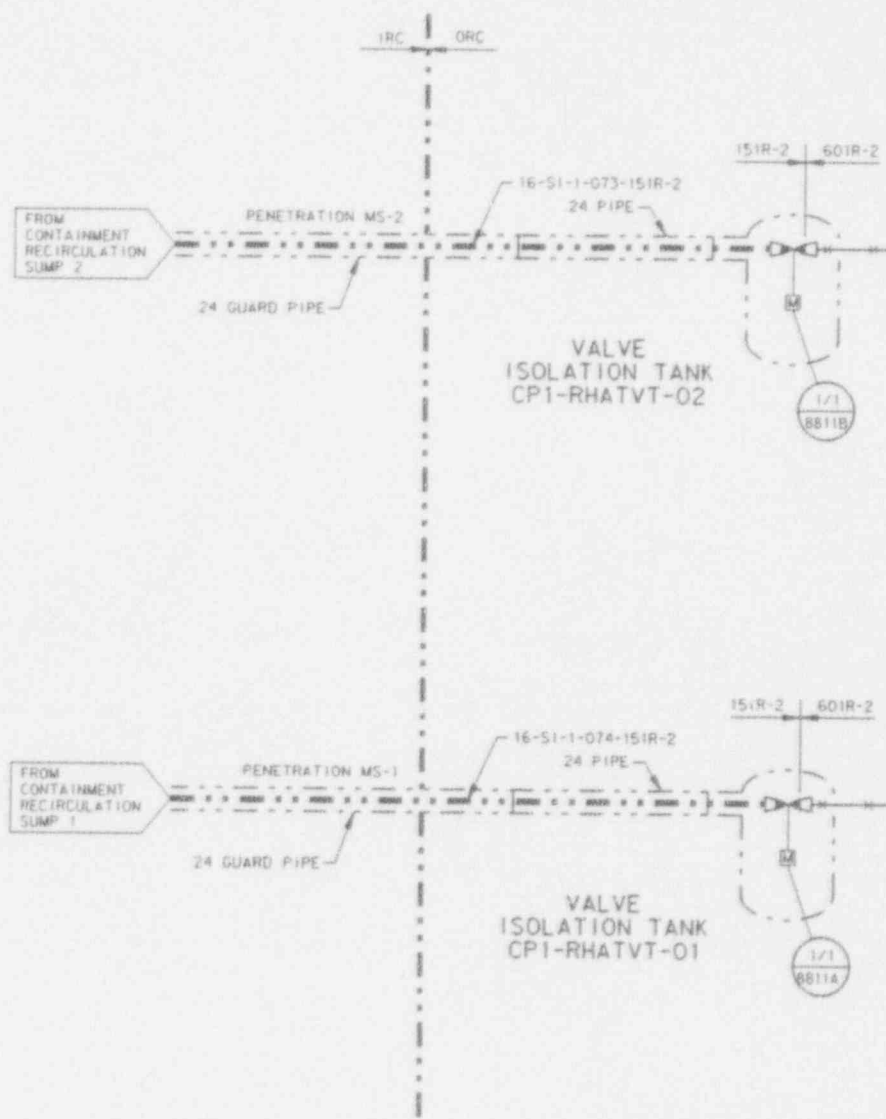 IRC ORC
151R-2 601R-2
16-SI-1-073-151R-2
24 PIPE
PENETRATION MS-2
FROM
CONTAINMENT
RECIRCULATION
SUMP 2
24 GUARD PIPE
M
VALVE
ISOLATION TANK
CP1-RHATVT-02
1/1
8811B
151R-2 601R-2
16-SI-1-074-151R-2
24 PIPE
PENETRATION MS-1
FROM
CONTAINMENT
RECIRCULATION
SUMP 1
24 GUARD PIPE
M
VALVE
ISOLATION TANK
CP1-RHATVT-01
1/1
8811A